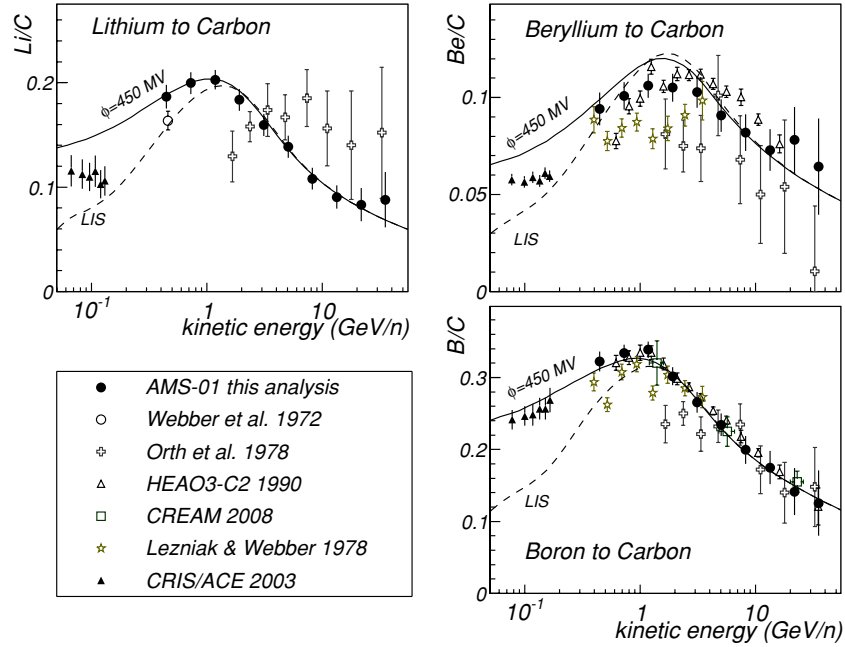 Li/C
Lithium to Carbon
0.2
0.1
0
ϕ=450 MV
LIS
10⁻¹
1
10
kinetic energy (GeV/n)
Be/C
Beryllium to Carbon
0.1
0.05
0
ϕ=450 MV
LIS
B/C
0.3
0.2
0.1
0
ϕ=450 MV
LIS
Boron to Carbon
10⁻¹
1
10
kinetic energy (GeV/n)
AMS-01 this analysis
Webber et al. 1972
Orth et al. 1978
HEAO3-C2 1990
CREAM 2008
Lezniak & Webber 1978
CRIS/ACE 2003